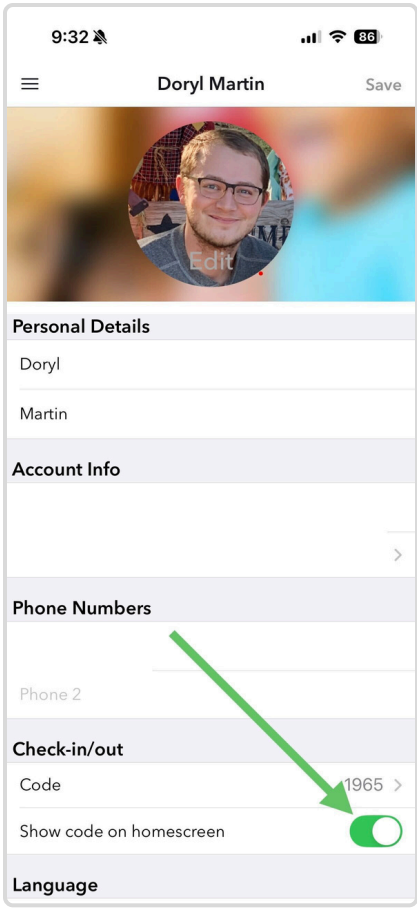 9:32 86
Doryl Martin Save
Edit
Personal Details
Doryl
Martin
Account Info
Phone Numbers
Phone 2
Check-in/out
Code 1965
Show code on homescreen
Language